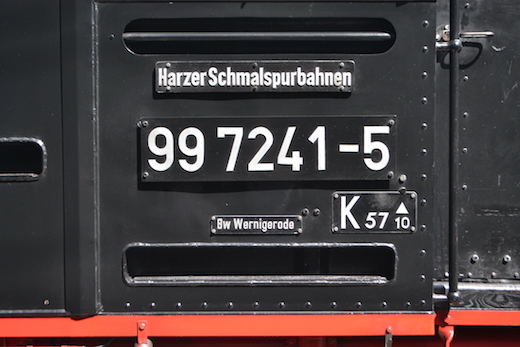 Harzer Schmalspurbahnen
99 7241-5
Bw Wernigerode
K 57 10